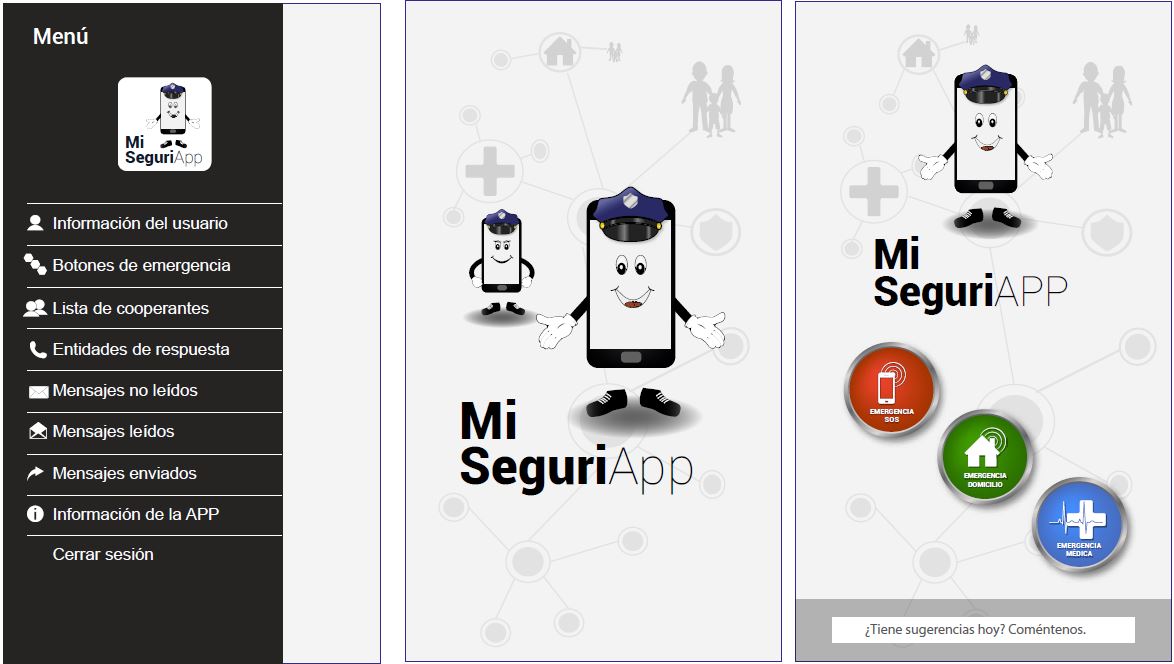 Menú
Mi
SeguriApp
Información del usuario
Botones de emergencia
Lista de cooperantes
Entidades de respuesta
Mensajes no leídos
Mensajes leídos
Mensajes enviados
Información de la APP
Cerrar sesión
Mi
SeguriApp
Mi
SeguriAPP
EMERGENCIA
SOS
EMERGENCIA
DOMICILIO
EMERGENCIA
MÉDICA
¿Tiene sugerencias hoy? Coméntenos.